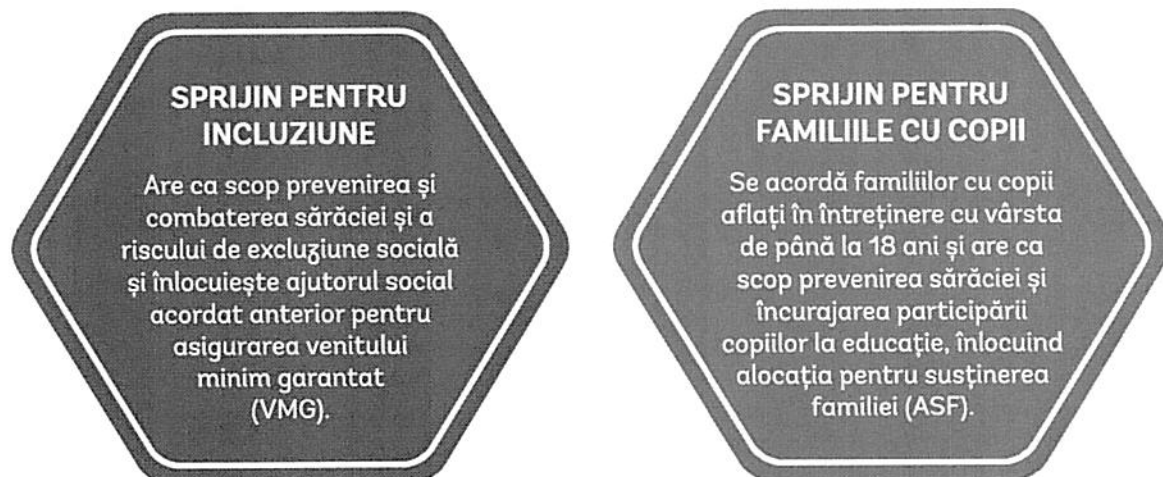 SPRIJIN PENTRU
INCLUZIUNE
Are ca scop prevenirea și
combaterea sărăciei și a
riscului de excluziune socială
și înlocuiește ajutorul social
acordat anterior pentru
asigurarea venitului
minim garantat
(VMG).
SPRIJIN PENTRU
FAMILIILE CU COPII
Se acordă familiilor cu copii
aflați în întreținere cu vârsta
de până la 18 ani și are ca
scop prevenirea sărăciei și
încurajarea participării
copiilor la educație, înlocuind
alocația pentru susținerea
familiei (ASF).